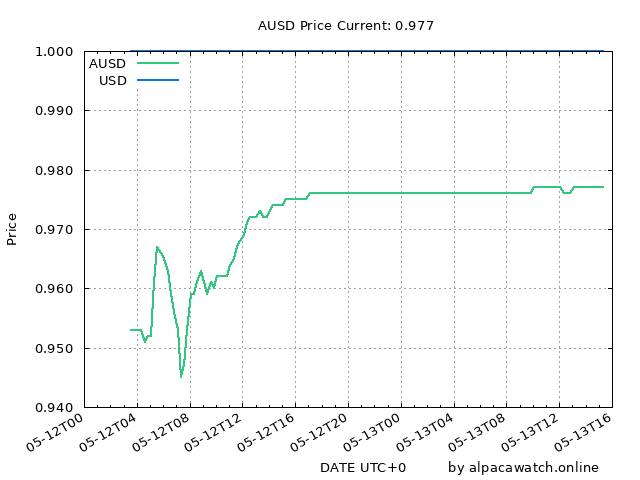 AUSD Price Current: 0.977
1.000
AUSD
USD
0.990
0.980
0.970
Price
0.960
0.950
0.940
05-12T00 05-12T04 05-12T08 05-12T12 05-12T16 05-12T20 05-13T00 05-13T04 05-13T08 05-13T12 05-13T16
DATE UTC+0 by alpacawatch.online